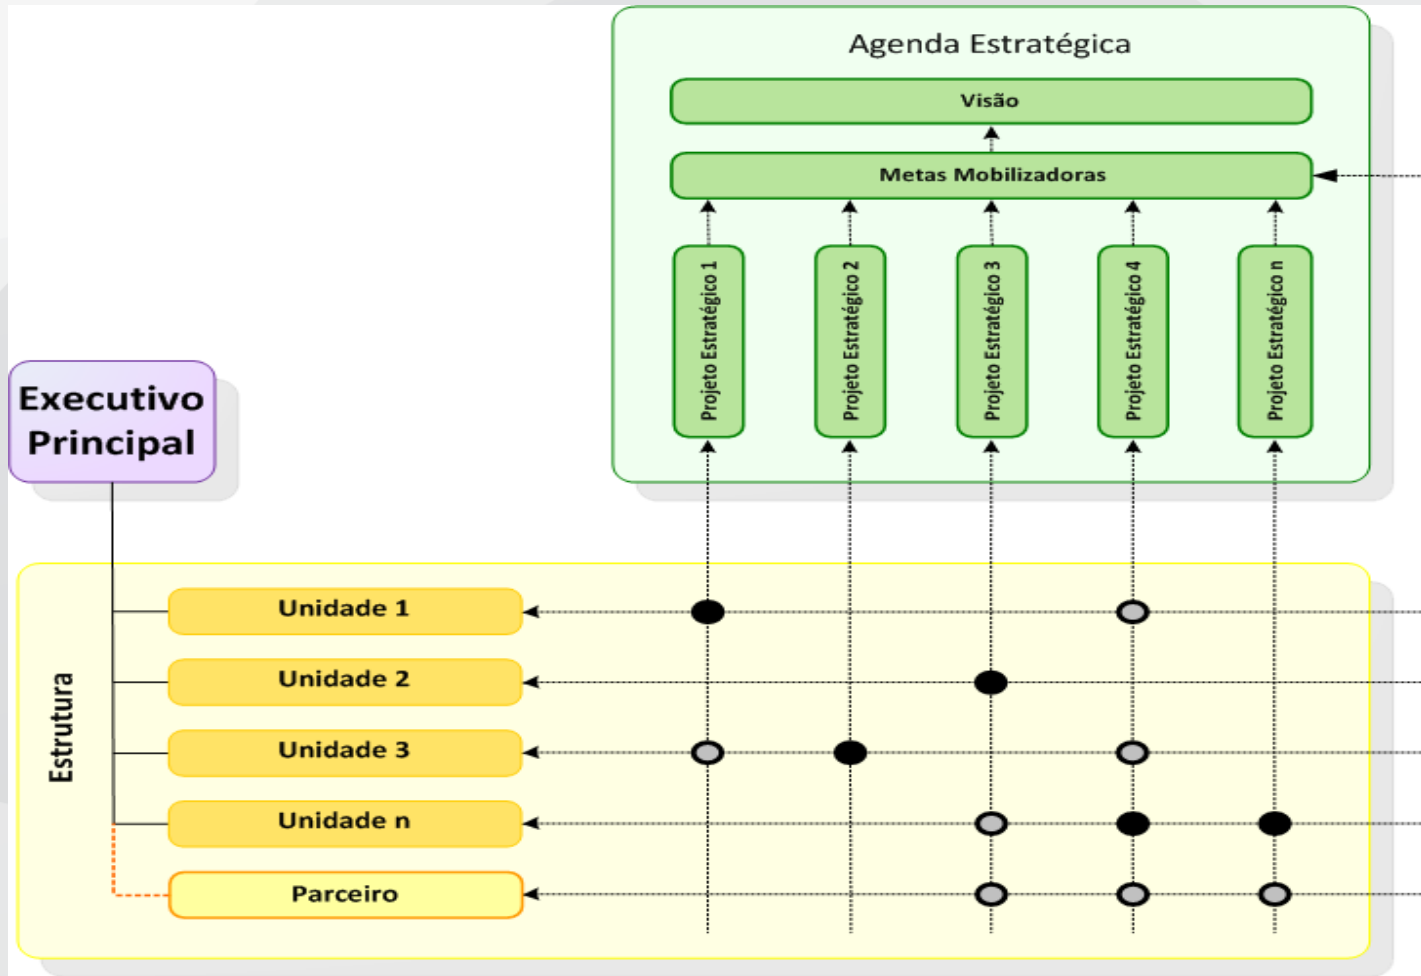 Agenda Estratégica
Visão
Metas Mobilizadoras
Projeto Estratégico 1
Projeto Estratégico 2
Projeto Estratégico 3
Projeto Estratégico 4
Projeto Estratégico n
Executivo
Principal
Estrutura
Unidade 1
Unidade 2
Unidade 3
Unidade n
Parceiro